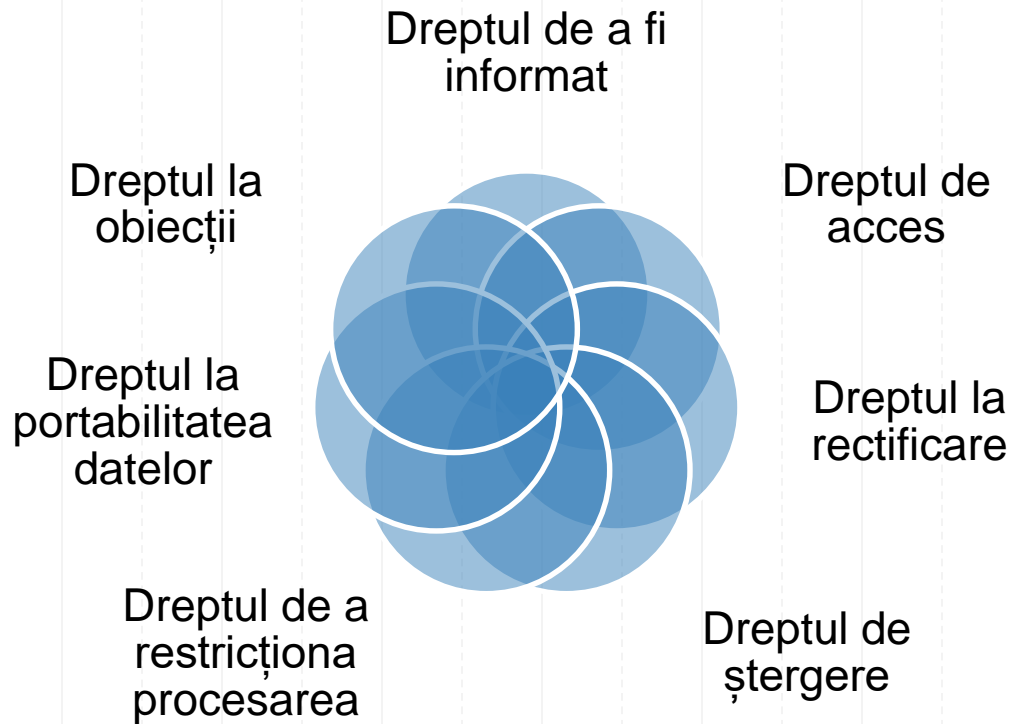 Dreptul de a fi
informat
Dreptul de
acces
Dreptul la
rectificare
Dreptul de
ștergere
Dreptul de a
restricționa
procesarea
Dreptul la
portabilitatea
datelor
Dreptul la
obiecții